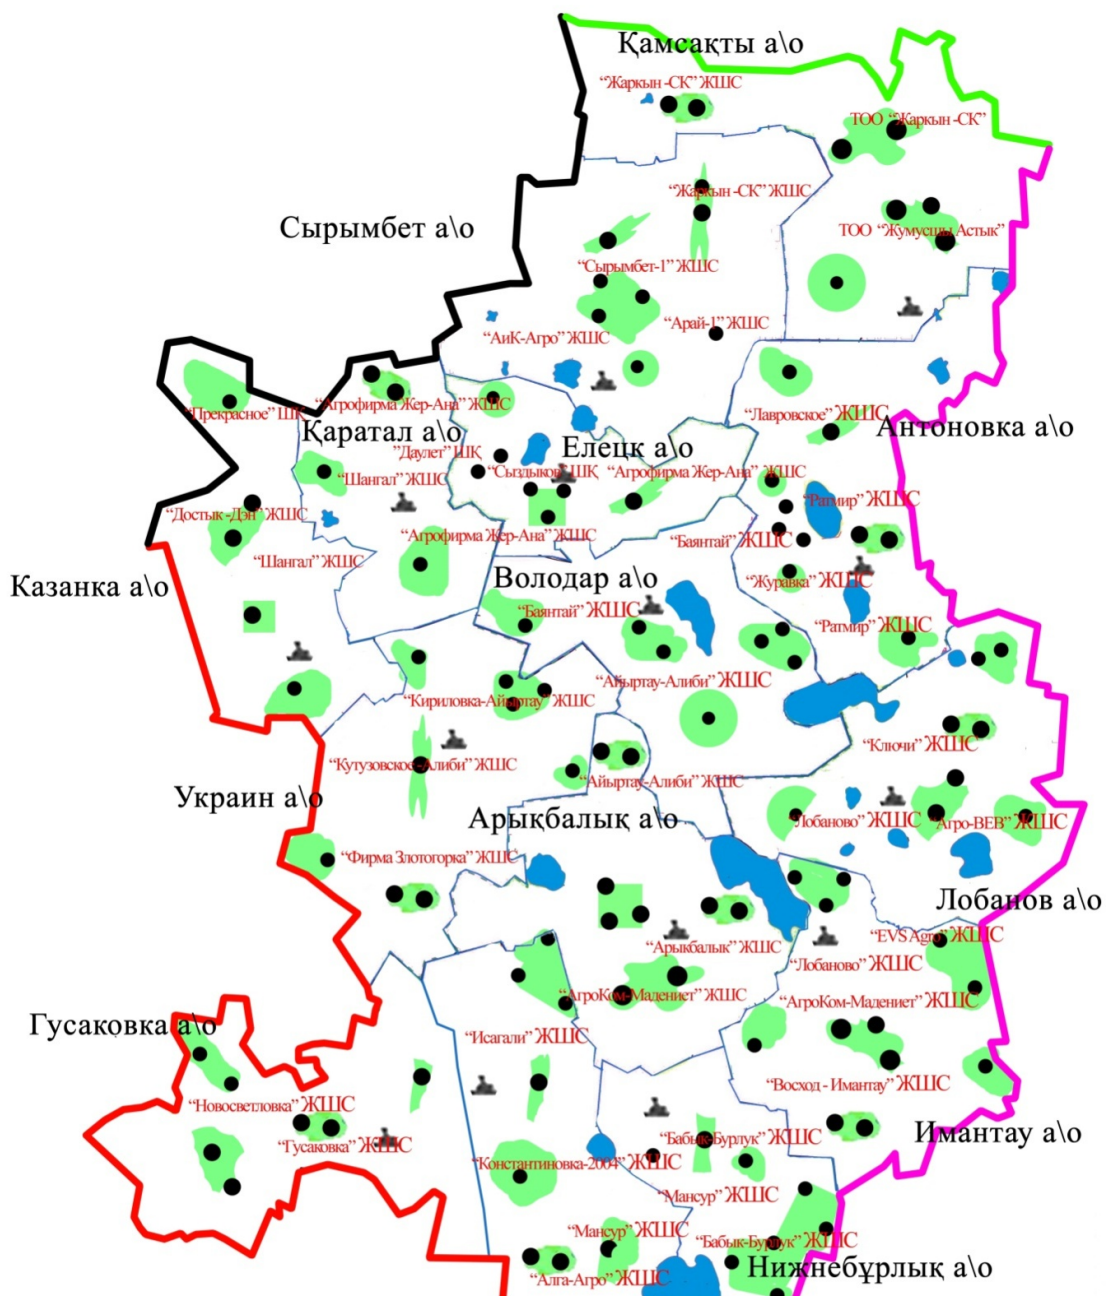 Қамсақты а\о
“Жаркын -СК” ЖШС
ТОО “Жаркын -СК”
“Жаркын -СК” ЖШС
Сырымбет а\о
ТОО “Жумусшы Астык”
“Сырымбет-1” ЖШС
“Арай-1” ЖШС
“АиК-Агро” ЖШС
“Прекрасное” ШҚ
“Агрофирма Жер-Ана” ЖШС
“Лавровское” ЖШС
Антоновка а\о
Қаратал а\о
Елецк а\о
”Даулет” ШҚ
“Шангал” ЖШС
“Сыздыков” ШҚ
“Агрофирма Жер-Ана” ЖШС
“Ратмир” ЖШС
“Достык -Дэн” ЖШС
“Агрофирма Жер-Ана” ЖШС
“Баянтай” ЖШС
“Шангал” ЖШС
Казанка а\о
Володар а\о
“Журавка” ЖШС
“Баянтай” ЖШС
“Ратмир” ЖШС
“Айыртау-Алиби” ЖШС
“Кириловка-Айыртау” ЖШС
“Ключи” ЖШС
“Кутузовское-Алиби” ЖШС
“Айыртау-Алиби” ЖШС
Украин а\о
Арықбалық а\о
“Лобаново” ЖШС
“Агро-ВЕВ” ЖШС
“Фирма Злотогорка” ЖШС
Лобанов а\о
“EVS Agro” ЖШС
“Арыкбалык” ЖШС
“Лобаново” ЖШС
“АгроКом-Мадениет” ЖШС
“АгроКом-Мадениет” ЖШС
Гусаковка а\о
“Исагали” ЖШС
“Восход - Имантау” ЖШС
“Новосветловка” ЖШС
“Гусаковка” ЖШС
“Бабык-Бурлук” ЖШС
Имантау а\о
“Константиновка-2004” ЖШС
“Мансур” ЖШС
“Мансур” ЖШС
“Бабык-Бурлук” ЖШС
Нижнебұрлық а\о
“Алга-Агро” ЖШС